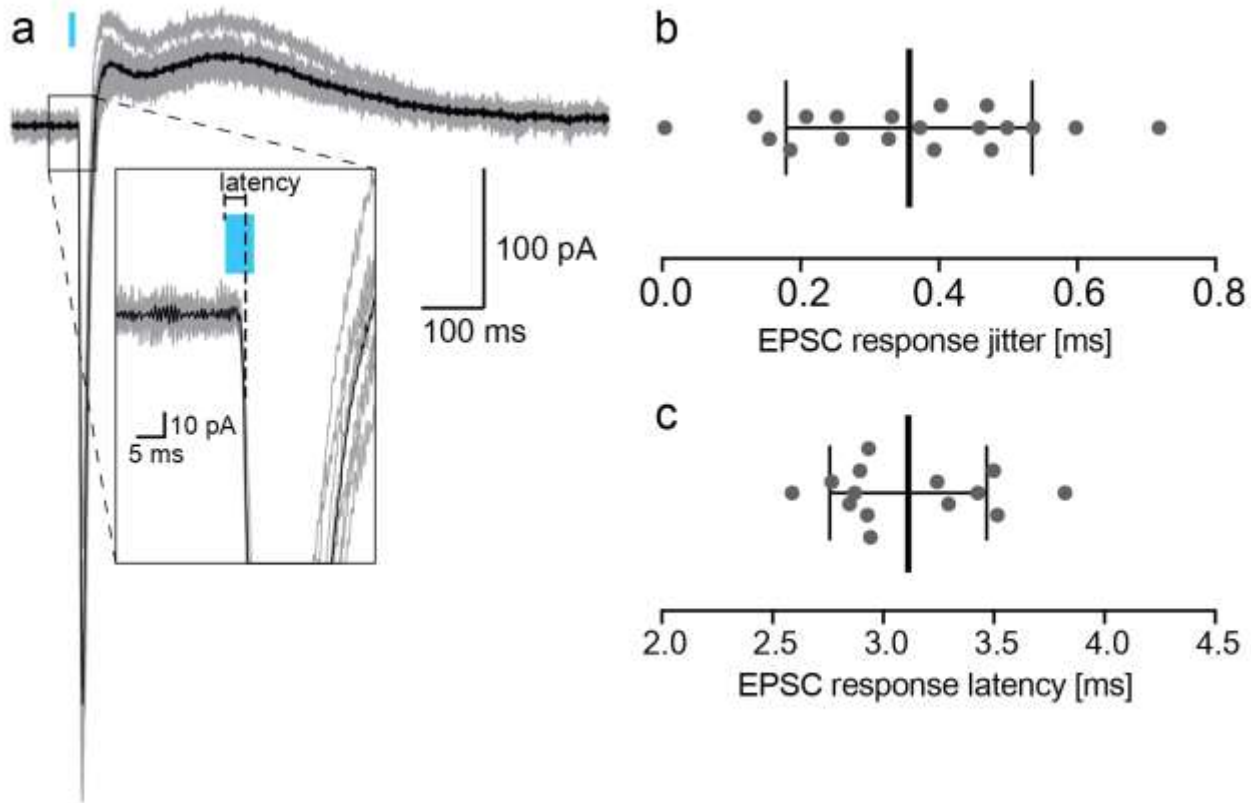 a
latency
100 pA
100 ms
10 pA
5 ms
b
0.0 0.2 0.4 0.6 0.8
EPSC response jitter [ms]
c
2.0 2.5 3.0 3.5 4.0 4.5
EPSC response latency [ms]